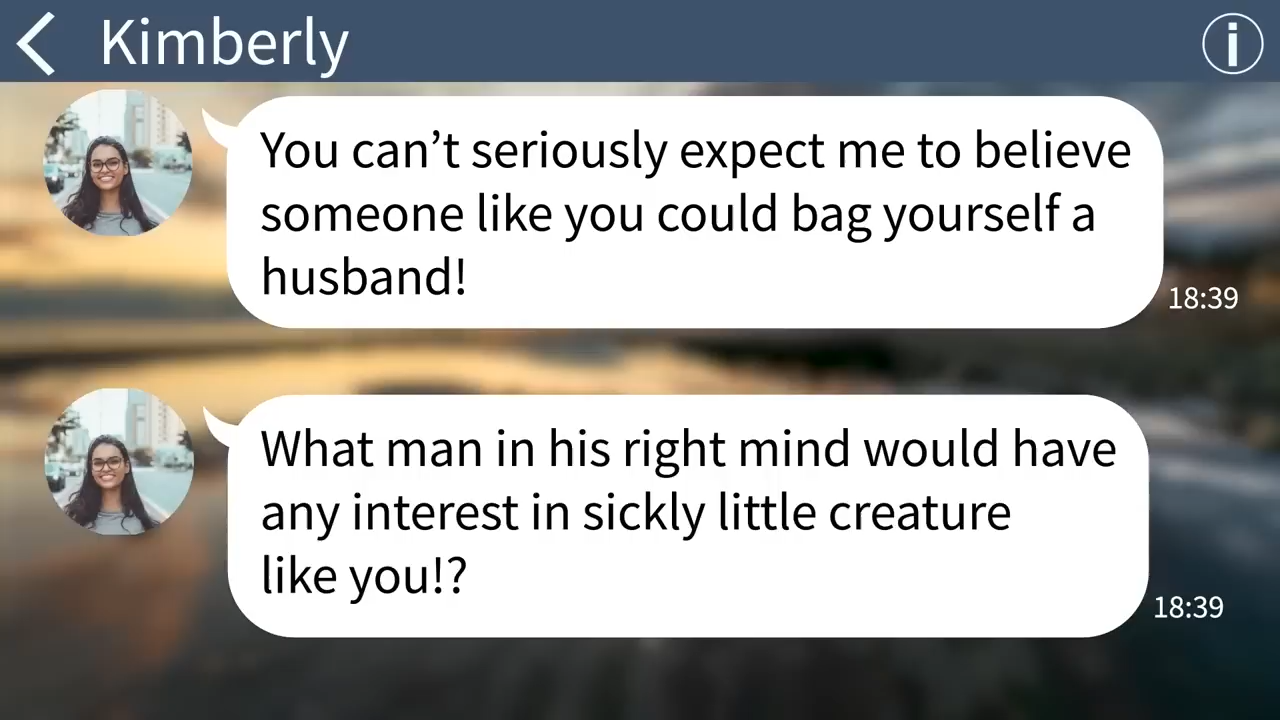 Kimberly
You can’t seriously expect me to believe
someone like you could bag yourself a
husband!
18:39
What man in his right mind would have
any interest in sickly little creature
like you!?
18:39